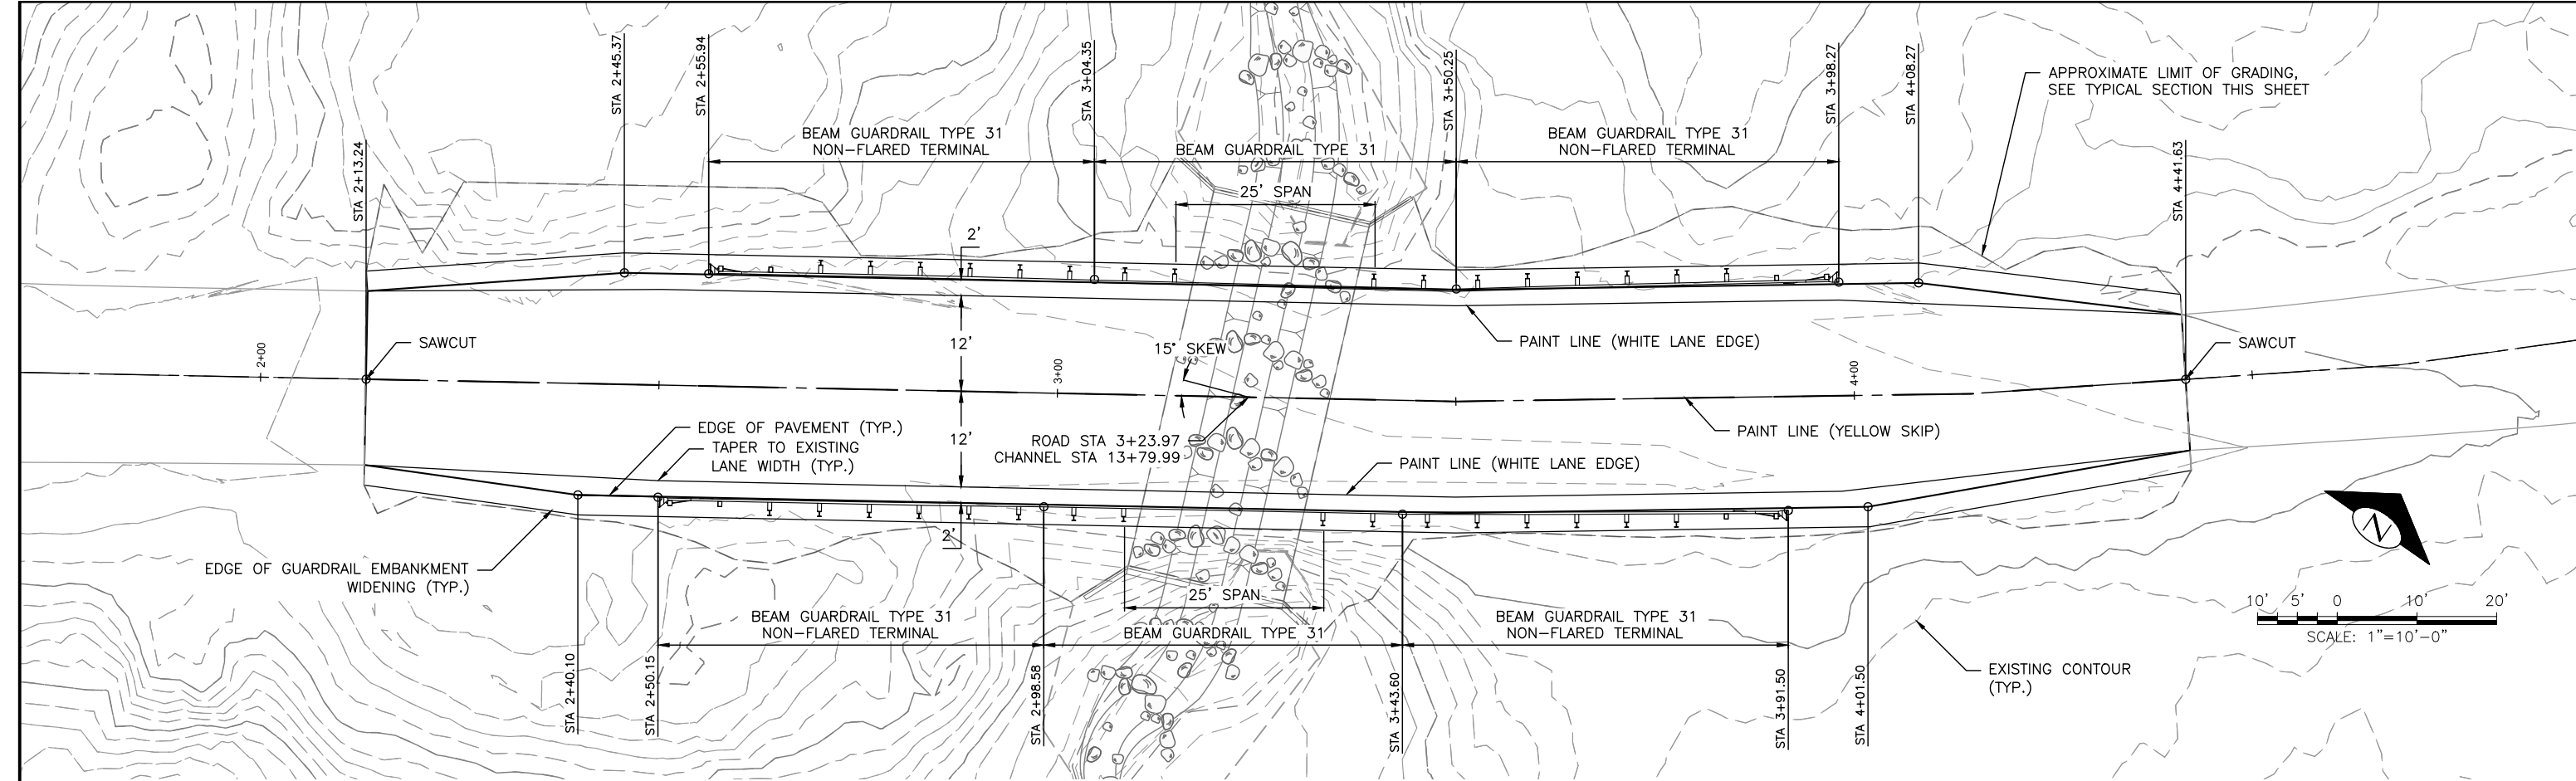 STA 2+13.24
STA 2+45.37
STA 2+55.94
STA 3+04.35
STA 3+50.25
STA 3+98.27
STA 4+08.27
STA 4+41.63
BEAM GUARDRAIL TYPE 31
NON-FLARED TERMINAL
BEAM GUARDRAIL TYPE 31
BEAM GUARDRAIL TYPE 31
NON-FLARED TERMINAL
APPROXIMATE LIMIT OF GRADING,
SEE TYPICAL SECTION THIS SHEET
25' SPAN
2'
12'
15° SKEW
PAINT LINE (WHITE LANE EDGE)
SAWCUT
SAWCUT
2+00
3+00
4+00
EDGE OF PAVEMENT (TYP.)
TAPER TO EXISTING
LANE WIDTH (TYP.)
12'
ROAD STA 3+23.97
CHANNEL STA 13+79.99
PAINT LINE (YELLOW SKIP)
PAINT LINE (WHITE LANE EDGE)
2'
EDGE OF GUARDRAIL EMBANKMENT
WIDENING (TYP.)
25' SPAN
BEAM GUARDRAIL TYPE 31
NON-FLARED TERMINAL
BEAM GUARDRAIL TYPE 31
BEAM GUARDRAIL TYPE 31
NON-FLARED TERMINAL
N
10' 5' 0 10' 20'
SCALE: 1"=10'-0"
EXISTING CONTOUR
(TYP.)
STA 2+40.10
STA 2+50.15
STA 2+98.58
STA 3+43.60
STA 3+91.50
STA 4+01.50